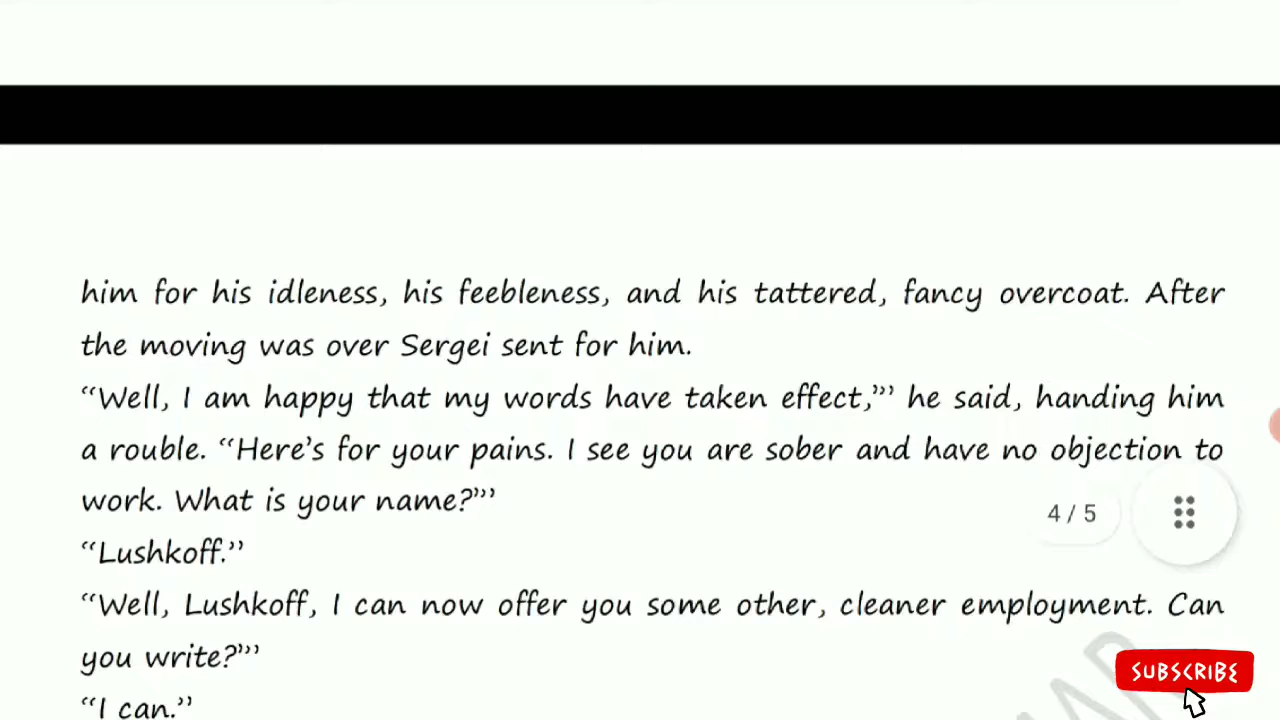 him for his idleness, his feebleness, and his tattered, fancy overcoat. After
the moving was over Sergei sent for him.
“Well, I am happy that my words have taken effect,”’ he said, handing him
a rouble. “Here’s for your pains. I see you are sober and have no objection to
work. What is your name?”’
“Lushkoff.”
“Well, Lushkoff, I can now offer you some other, cleaner employment. Can
you write?”’
“I can.”
4 / 5
SUBSCRIBE